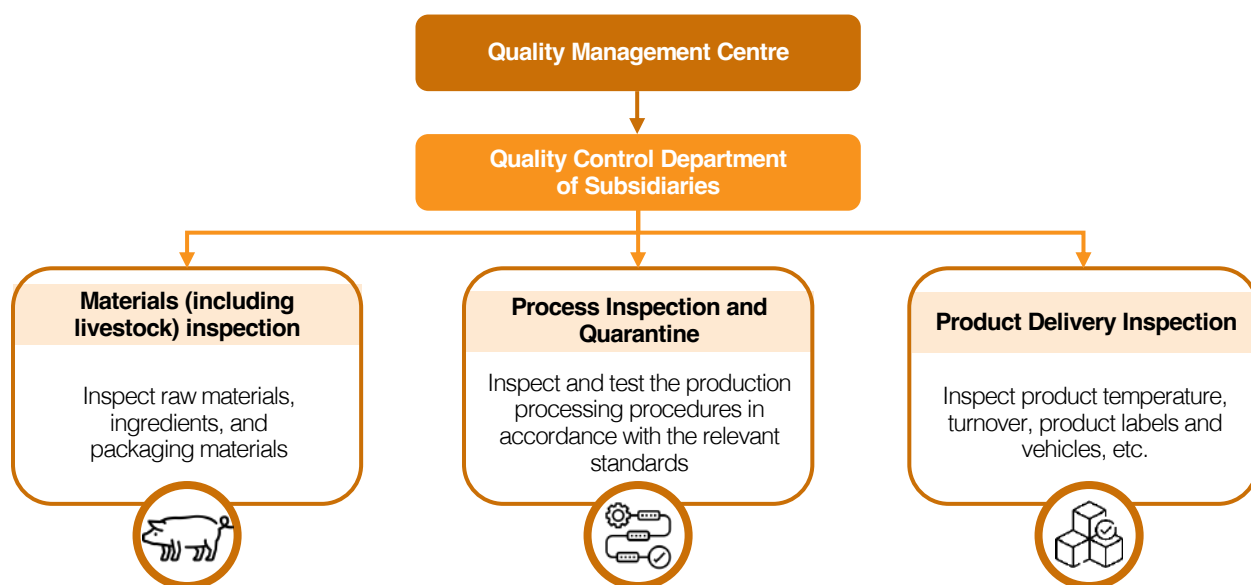 Quality Management Centre
Quality Control Department
of Subsidiaries
Materials (including
livestock) inspection
Inspect raw materials,
ingredients, and
packaging materials
Process Inspection and
Quarantine
Inspect and test the production
processing procedures in
accordance with the relevant
standards
Product Delivery Inspection
Inspect product temperature,
turnover, product labels and
vehicles, etc.